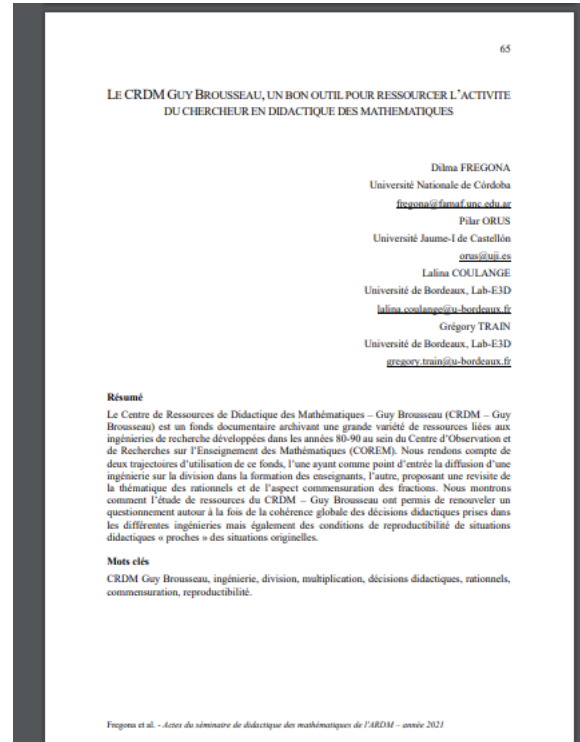 65
LE CRDM GUY BROUSSEAU, UN BON OUTIL POUR RESSOURCER L'ACTIVITE
DU CHERCHEUR EN DIDACTIQUE DES MATHEMATIQUES
Dilma FREGONA
Université Nationale de Córdoba
fregona@famaf.unc.edu.ar
Pilar ORUS
Université Jaume-I de Castellón
orus@uji.es
Lalina COULANGE
Université de Bordeaux, Lab-E3D
lalina.coulange@u-bordeaux.fr
Grégory TRAIN
Université de Bordeaux, Lab-E3D
gregory.train@u-bordeaux.fr
Résumé
Le Centre de Ressources de Didactique des Mathématiques – Guy Brousseau (CRDM – Guy
Brousseau) est un fonds documentaire archivant une grande variété de ressources liées aux
ingénieries de recherche développées dans les années 80-90 au sein du Centre d'Observation et
de Recherches sur l'Enseignement des Mathématiques (COREM). Nous rendons compte de
deux trajectoires d'utilisation de ce fonds, l'une ayant comme point d'entrée la diffusion d'une
ingénierie sur la division dans la formation des enseignants, l'autre, proposant une revisite de
la thématique des rationnels et de l'aspect commensuration des fractions. Nous montrons
comment l'étude de ressources du CRDM – Guy Brousseau ont permis de renouveler un
questionnement autour à la fois de la cohérence globale des décisions didactiques prises dans
les différentes ingénieries mais également des conditions de reproductibilité de situations
didactiques « proches » des situations originelles.
Mots clés
CRDM Guy Brousseau, ingénierie, division, multiplication, décisions didactiques, rationnels,
commensuration, reproductibilité.
Fregona et al. - Actes du séminaire de didactique des mathématiques de l'ARDM – année 2021